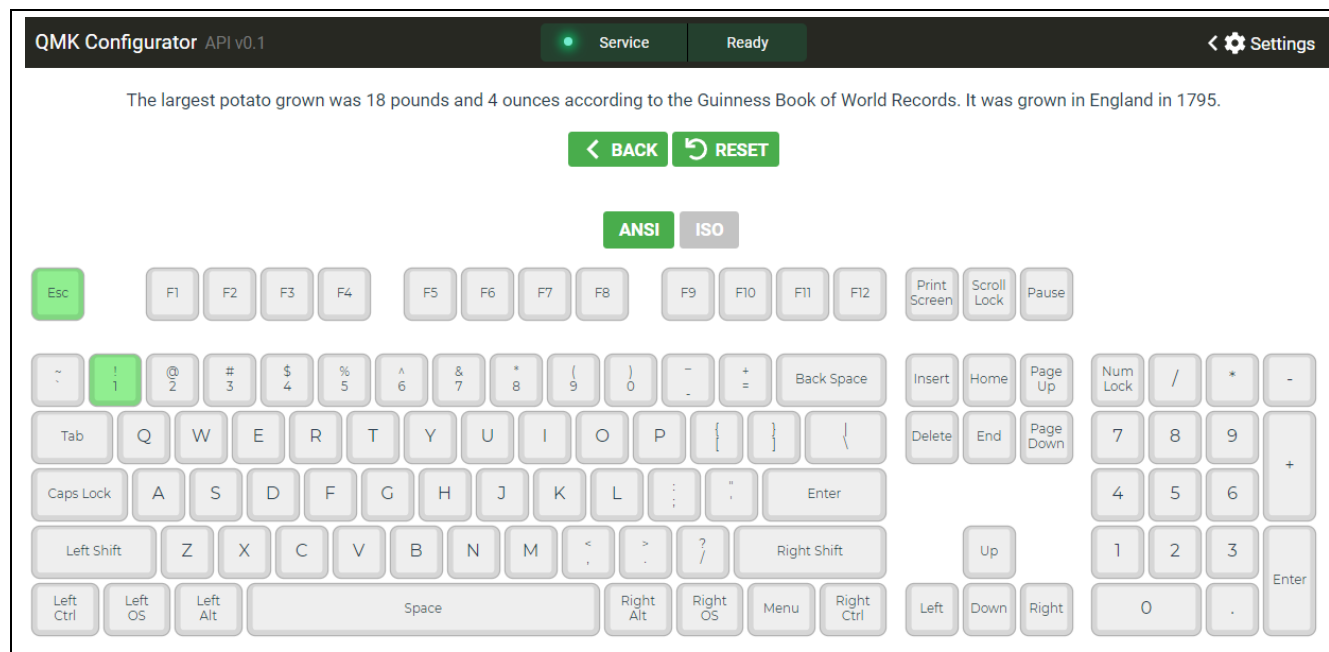 QMK Configurator API v0.1 Service Ready Settings
The largest potato grown was 18 pounds and 4 ounces according to the Guinness Book of World Records. It was grown in England in 1795.
BACK RESET
ANSI ISO
Esc F1 F2 F3 F4 F5 F6 F7 F8 F9 F10 F11 F12 Print Screen Scroll Lock Pause
~ ` ! 1 @ 2 # 3 $ 4 % 5 ^ 6 & 7 * 8 ( 9 ) 0 _ - + = Back Space Insert Home Page Up Num Lock / * -
Tab Q W E R T Y U I O P { [ } ] | \ Delete End Page Down 7 8 9 +
Caps Lock A S D F G H J K L : ; " ' Enter 4 5 6
Left Shift Z X C V B N M < , > . ? / Right Shift Up 1 2 3 Enter
Left Ctrl Left OS Left Alt Space Right Alt Right OS Menu Right Ctrl Left Down Right 0 .